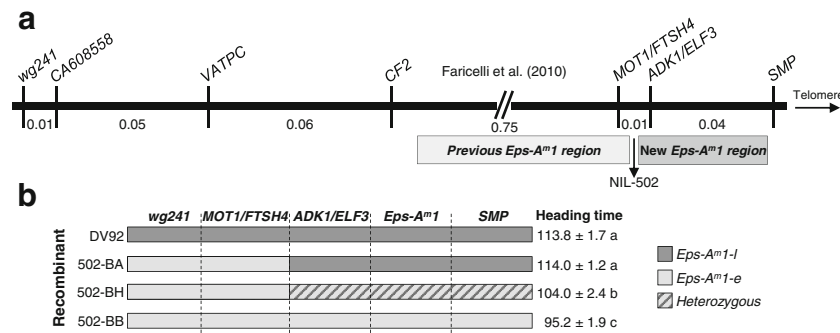 a
wg241 CA608558 VATPC CF2 Faricelli et al. (2010) MOT1/FTSH4 ADK1/ELF3 SMP
Telomere
0.01 0.05 0.06 0.75 0.01 0.04
Previous Eps-Aᵐ1 region New Eps-Aᵐ1 region
NIL-502
b
wg241 MOT1/FTSH4 ADK1/ELF3 Eps-Aᵐ1 SMP Heading time
Recombinant
DV92 113.8 ± 1.7 a
502-BA 114.0 ± 1.2 a
502-BH 104.0 ± 2.4 b
502-BB 95.2 ± 1.9 c
Eps-Aᵐ1-l
Eps-Aᵐ1-e
Heterozygous